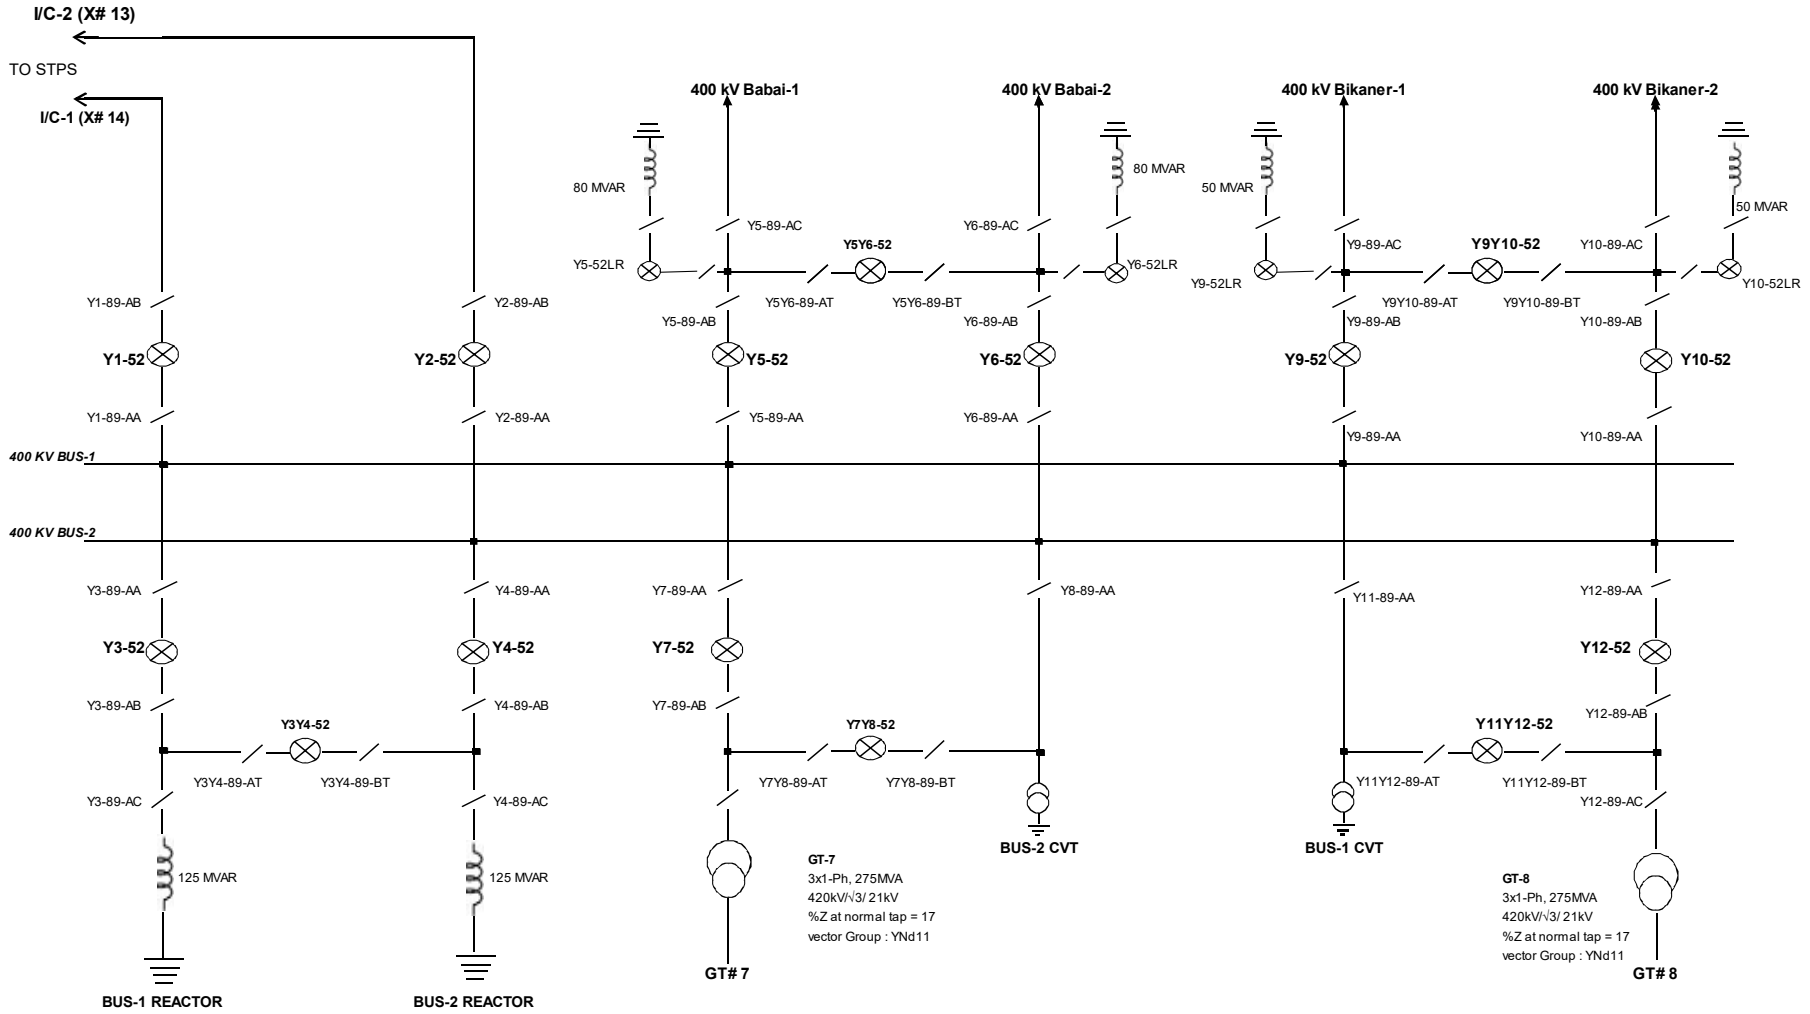 I/C-2 (X# 13)
TO STPS
I/C-1 (X# 14)
400 kV Babai-1
400 kV Babai-2
400 kV Bikaner-1
400 kV Bikaner-2
80 MVAR
80 MVAR
50 MVAR
50 MVAR
Y5-89-AC
Y6-89-AC
Y9-89-AC
Y10-89-AC
Y5Y6-52
Y9Y10-52
Y5-52LR
Y6-52LR
Y9-52LR
Y10-52LR
Y1-89-AB
Y2-89-AB
Y5Y6-89-AT
Y5Y6-89-BT
Y9Y10-89-AT
Y9Y10-89-BT
Y5-89-AB
Y6-89-AB
Y9-89-AB
Y10-89-AB
Y1-52
Y2-52
Y5-52
Y6-52
Y9-52
Y10-52
Y1-89-AA
Y2-89-AA
Y5-89-AA
Y6-89-AA
Y9-89-AA
Y10-89-AA
400 KV BUS-1
400 KV BUS-2
Y3-89-AA
Y4-89-AA
Y7-89-AA
Y8-89-AA
Y11-89-AA
Y12-89-AA
Y3-52
Y4-52
Y7-52
Y12-52
Y3-89-AB
Y4-89-AB
Y7-89-AB
Y12-89-AB
Y3Y4-52
Y7Y8-52
Y11Y12-52
Y3Y4-89-AT
Y3Y4-89-BT
Y7Y8-89-AT
Y7Y8-89-BT
Y11Y12-89-AT
Y11Y12-89-BT
Y3-89-AC
Y4-89-AC
Y12-89-AC
BUS-2 CVT
BUS-1 CVT
125 MVAR
125 MVAR
GT-7
3x1-Ph, 275MVA
420kV/√3/ 21kV
%Z at normal tap = 17
vector Group : YNd11
GT-8
3x1-Ph, 275MVA
420kV/√3/ 21kV
%Z at normal tap = 17
vector Group : YNd11
GT# 7
GT# 8
BUS-1 REACTOR
BUS-2 REACTOR